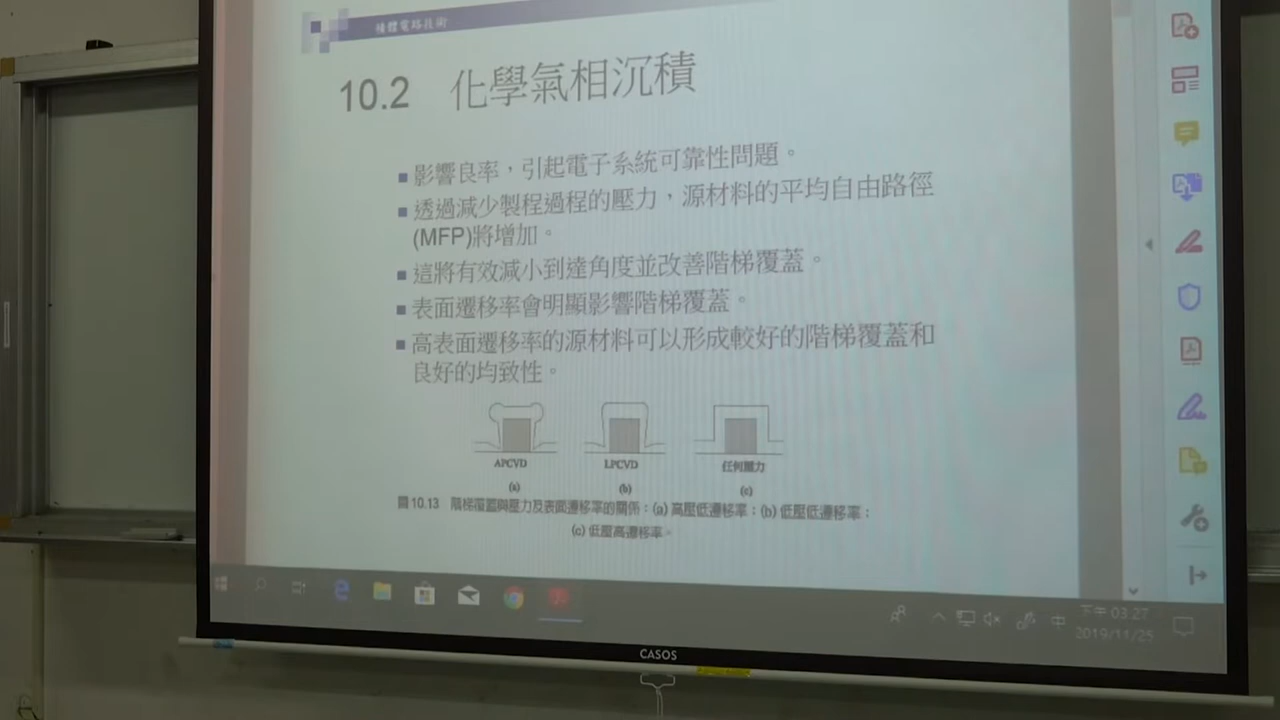 積體電路技術
10.2 化學氣相沉積
影響良率，引起電子系統可靠性問題。
透過減少製程過程的壓力，源材料的平均自由路徑
(MFP)將增加。
這將有效減小到達角度並改善階梯覆蓋。
表面遷移率會明顯影響階梯覆蓋。
高表面遷移率的源材料可以形成較好的階梯覆蓋和
良好的均致性。
APCVD LPCVD 任何壓力
(a) (b) (c)
圖 10.13 階梯覆蓋與壓力及表面遷移率的關係：(a) 高壓低遷移率；(b) 低壓低遷移率；
(c) 低壓高遷移率。
中
下午 03:27
2019/11/25
CASOS